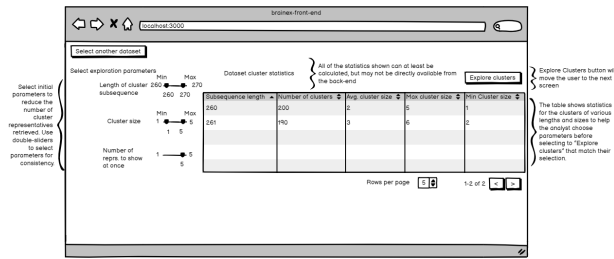 brainex-front-end
localhost:3000
Select another dataset
Select exploration parameters
Min Max
Length of cluster 260 270
subsequence 260 270
Min Max
Cluster size 1 5
1 5
Number of
reprs. to show 1 5
at once 5
Dataset cluster
statistics
All of the statistics shown can at least be
calculated, but may not be directly available from
the back-end
Explore clusters
Subsequence length Number of clusters Avg. cluster size Max cluster size Min Cluster size
260 200 2 5 1
261 190 3 6 2
Rows per page 5 1-2 of 2 < >
Select initial
parameters to
reduce the
number of
cluster
representatives
retrieved. Use
double-sliders
to select
parameters for
consistency
Explore Clusters button wi
move the user to the next
screen
The table shows statistics
for the clusters of various
lengths and sizes to help
the analyst choose
parameters before
selecting to "Explore
clusters" that match their
selection.